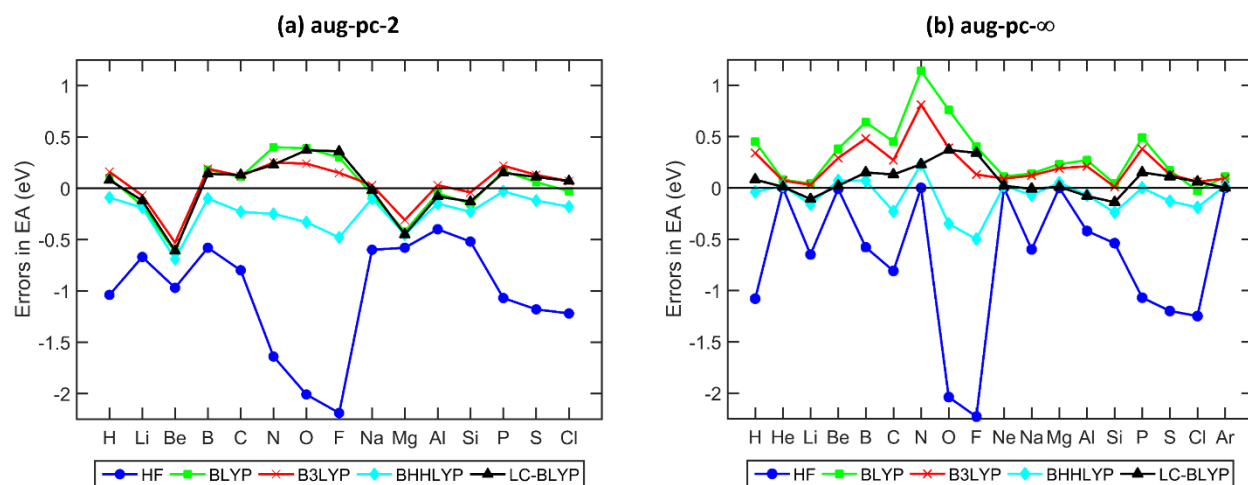 (a) aug-pc-2
Errors in EA (eV)
1
0.5
0
-0.5
-1
-1.5
-2
H Li Be B C N O F Na Mg Al Si P S Cl
HF BLYP B3LYP BHHLYP LC-BLYP
(b) aug-pc-∞
Errors in EA (eV)
1
0.5
0
-0.5
-1
-1.5
-2
H He Li Be B C N O F Ne Na Mg Al Si P S Cl Ar
HF BLYP B3LYP BHHLYP LC-BLYP